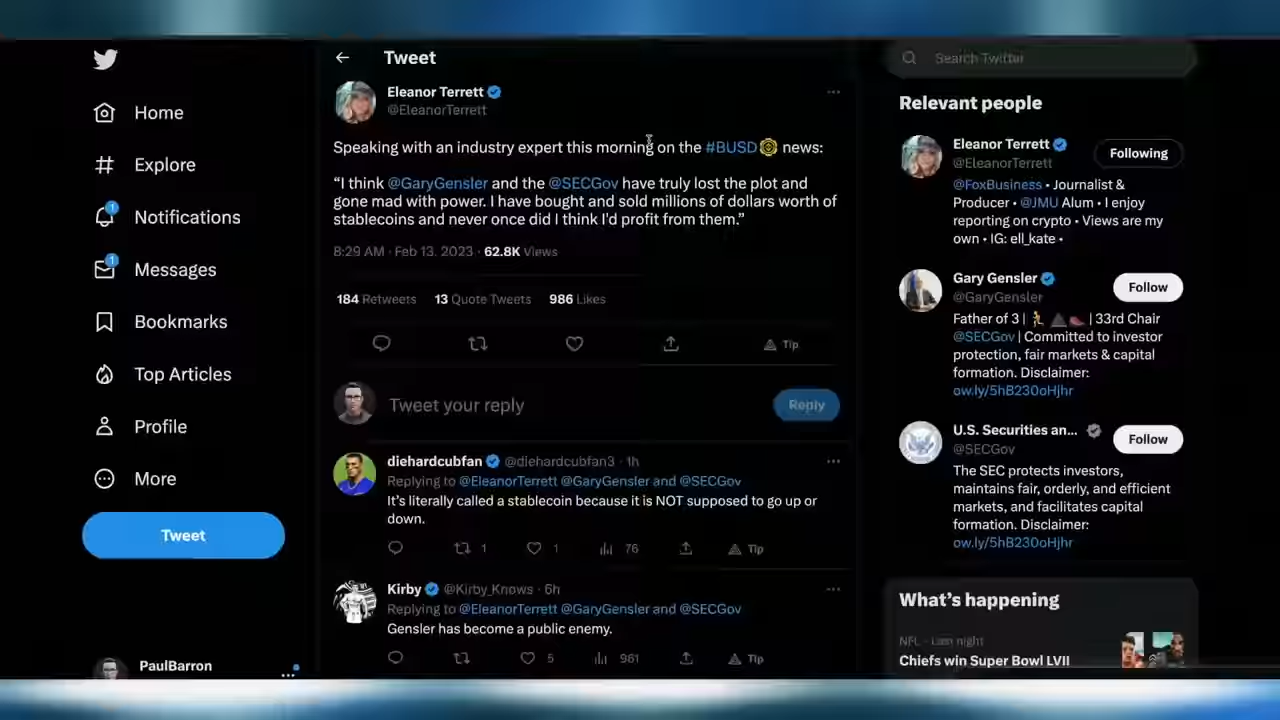 Home
Explore
1
Notifications
1
Messages
Bookmarks
Top Articles
Profile
More
Tweet
PaulBarron
Tweet
Eleanor Terrett
@EleanorTerrett
Speaking with an industry expert this morning on the #BUSD news:
“I think @GaryGensler and the @SECGov have truly lost the plot and
gone mad with power. I have bought and sold millions of dollars worth of
stablecoins and never once did I think I'd profit from them.”
8:29 AM · Feb 13, 2023 · 62.8K Views
184 Retweets 13 Quote Tweets 986 Likes
Tip
Tweet your reply
Reply
diehardcubfan @diehardcubfan3 · 1h
Replying to @EleanorTerrett @GaryGensler and @SECGov
It's literally called a stablecoin because it is NOT supposed to go up or
down.
1 1 76 Tip
Kirby @Kirby_Knows · 6h
Replying to @EleanorTerrett @GaryGensler and @SECGov
Gensler has become a public enemy.
5 961 Tip
Search Twitter
Relevant people
Eleanor Terrett
@EleanorTerrett
Following
@FoxBusiness • Journalist &
Producer • @JMU Alum • I enjoy
reporting on crypto • Views are my
own • IG: ell_kate •
Gary Gensler
@GaryGensler
Follow
Father of 3 | | 33rd Chair
@SECGov | Committed to investor
protection, fair markets & capital
formation. Disclaimer:
ow.ly/5hB230oHjhr
U.S. Securities an...
@SECGov
Follow
The SEC protects investors,
maintains fair, orderly, and efficient
markets, and facilitates capital
formation. Disclaimer:
ow.ly/5hB230oHjhr
What's happening
NFL · Last night
Chiefs win Super Bowl LVII